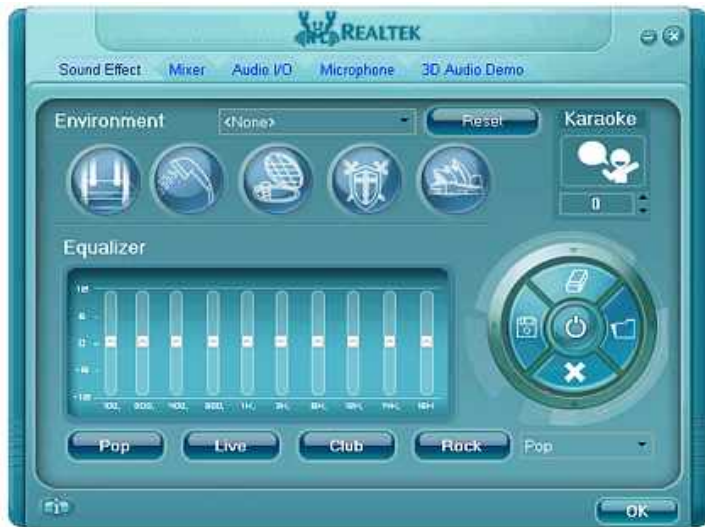 REALTEK
Sound Effect Mixer Audio I/O Microphone 3D Audio Demo
Environment <None> Reset Karaoke
0
Equalizer
Pop Live Club Rock Pop
OK